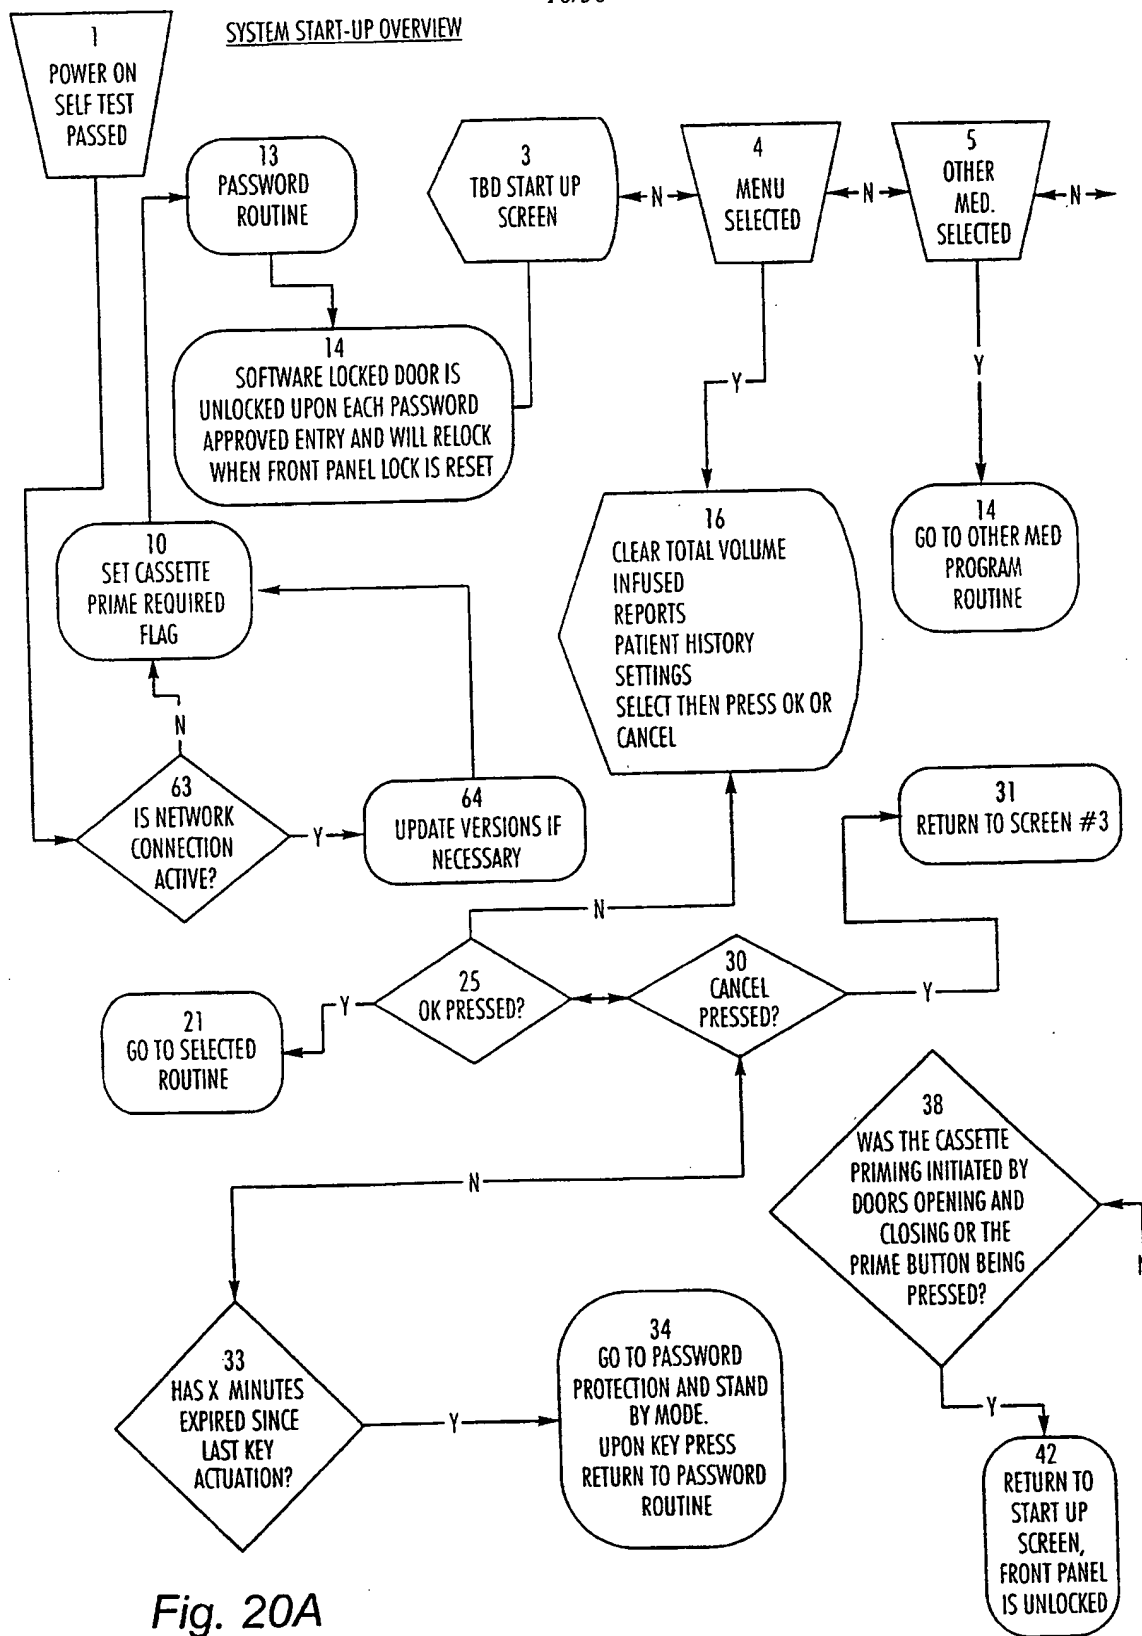 SYSTEM START-UP OVERVIEW
1
POWER ON
SELF TEST
PASSED
13
PASSWORD
ROUTINE
3
TBD START UP
SCREEN
N
4
MENU
SELECTED
N
5
OTHER
MED.
SELECTED
N
14
SOFTWARE LOCKED DOOR IS
UNLOCKED UPON EACH PASSWORD
APPROVED ENTRY AND WILL RELOCK
WHEN FRONT PANEL LOCK IS RESET
Y
Y
10
SET CASSETTE
PRIME REQUIRED
FLAG
16
CLEAR TOTAL VOLUME
INFUSED
REPORTS
PATIENT HISTORY
SETTINGS
SELECT THEN PRESS OK OR
CANCEL
14
GO TO OTHER MED
PROGRAM
ROUTINE
N
63
IS NETWORK
CONNECTION
ACTIVE?
Y
64
UPDATE VERSIONS IF
NECESSARY
31
RETURN TO SCREEN #3
N
25
OK PRESSED?
30
CANCEL
PRESSED?
Y
Y
21
GO TO SELECTED
ROUTINE
N
38
WAS THE CASSETTE
PRIMING INITIATED BY
DOORS OPENING AND
CLOSING OR THE
PRIME BUTTON BEING
PRESSED?
N
33
HAS X MINUTES
EXPIRED SINCE
LAST KEY
ACTUATION?
Y
34
GO TO PASSWORD
PROTECTION AND STAND
BY MODE.
UPON KEY PRESS
RETURN TO PASSWORD
ROUTINE
Y
42
RETURN TO
START UP
SCREEN,
FRONT PANEL
IS UNLOCKED
Fig. 20A